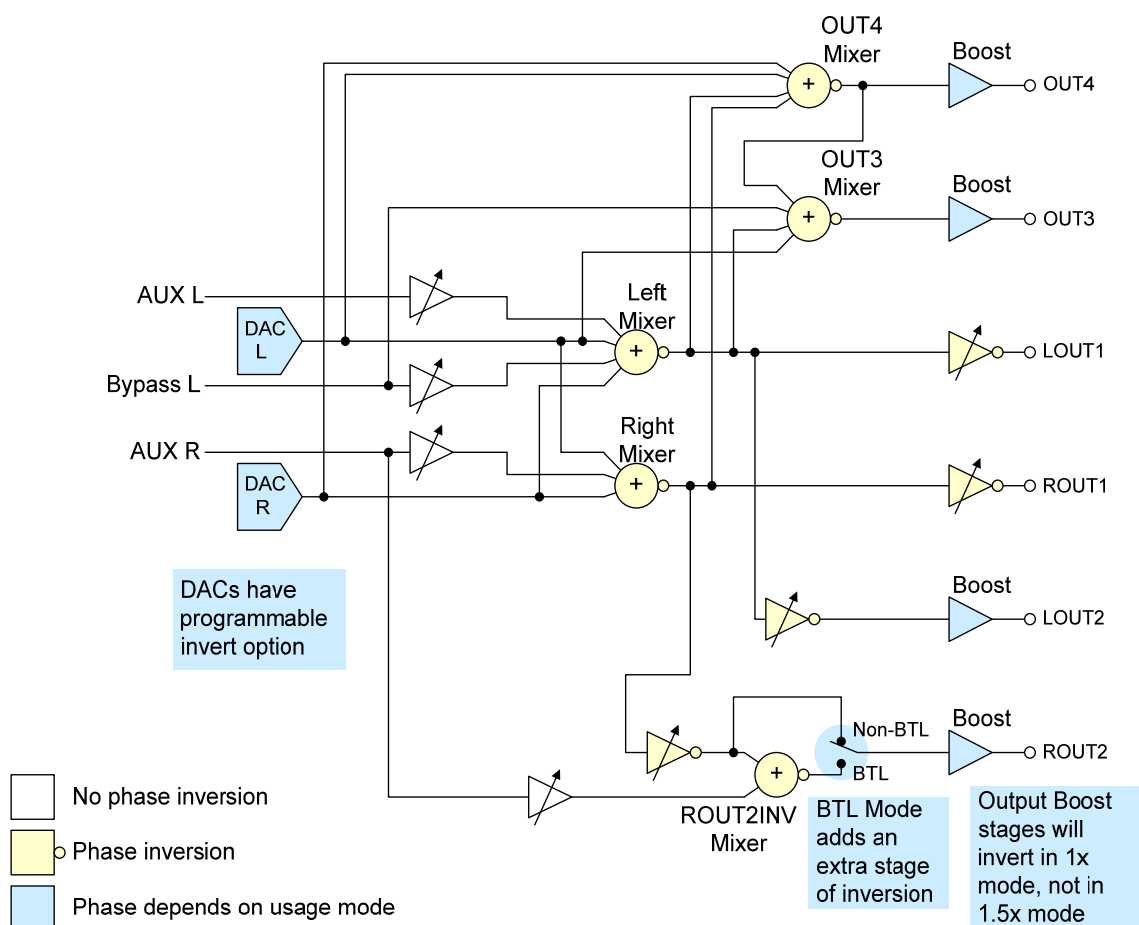 OUT4
Mixer
Boost
+
OUT4
OUT3
Mixer
Boost
+
OUT3
AUX L
DAC
L
Left
Mixer
+
LOUT1
Bypass L
AUX R
DAC
R
Right
Mixer
+
ROUT1
DACs have
programmable
invert option
Boost
LOUT2
Boost
Non-BTL
ROUT2
+
BTL
ROUT2INV
Mixer
BTL Mode
adds an
extra stage
of inversion
Output Boost
stages will
invert in 1x
mode, not in
1.5x mode
No phase inversion
Phase inversion
Phase depends on usage mode